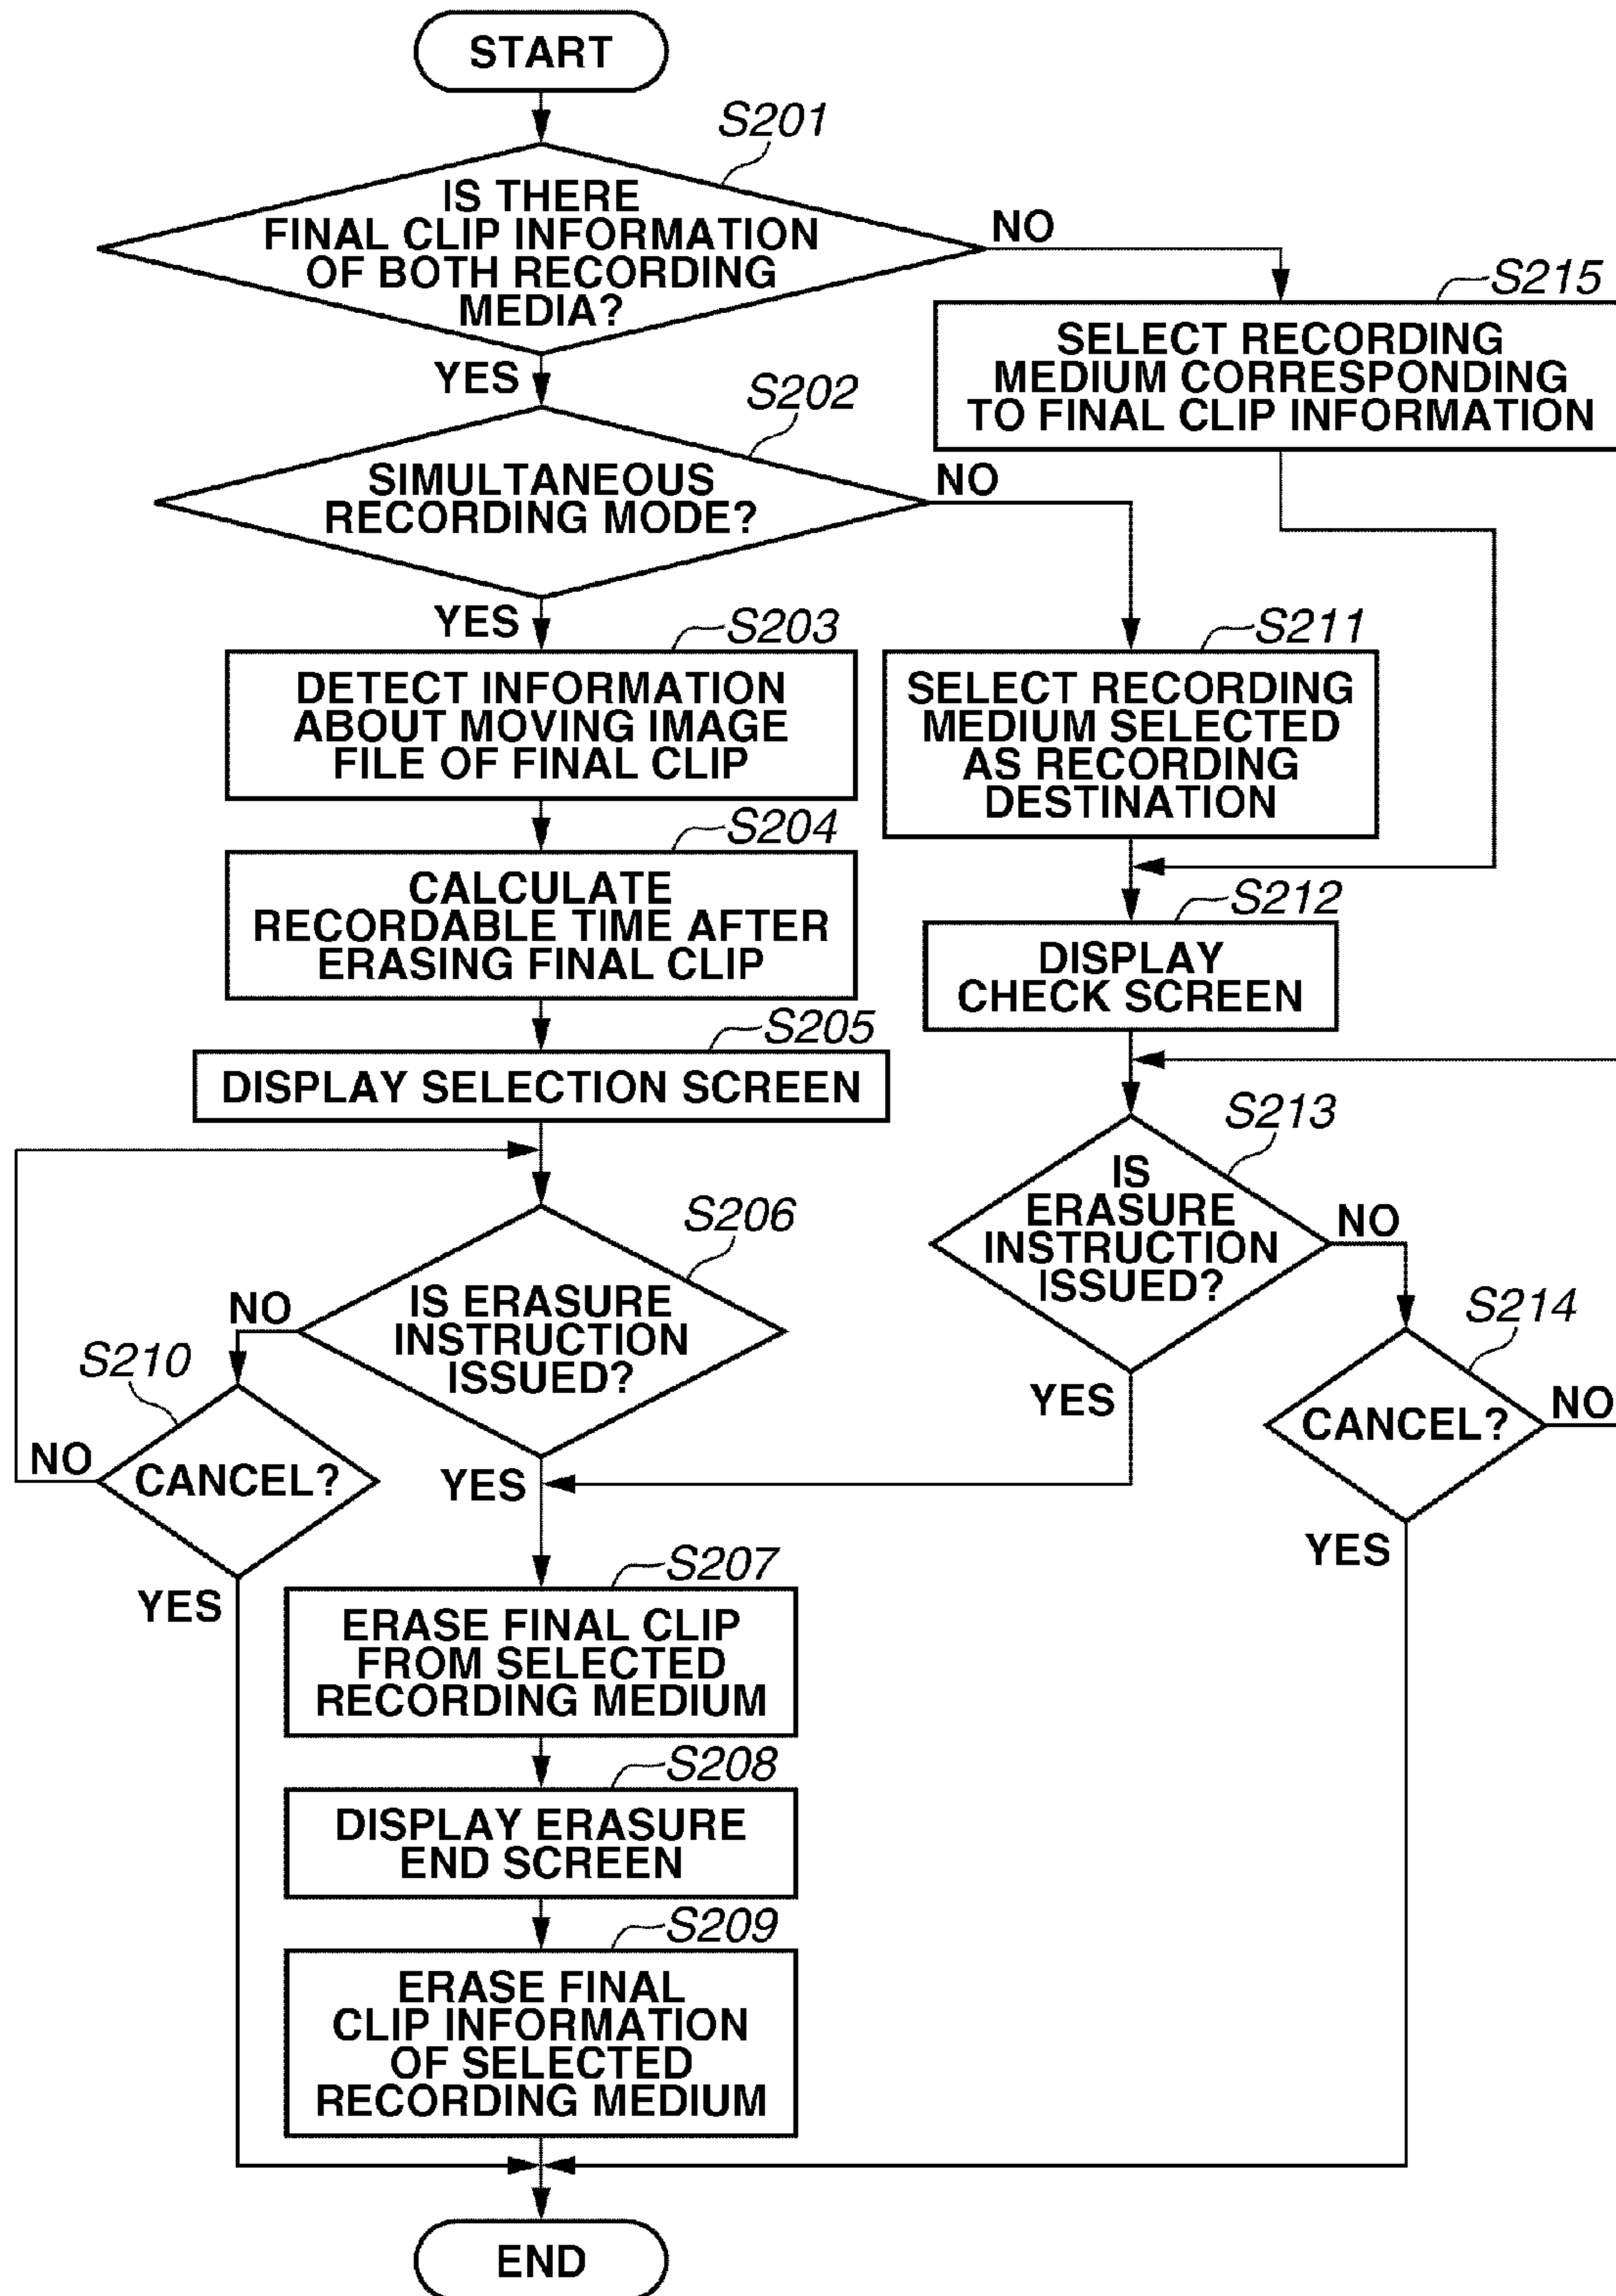 START
S201
IS THERE
FINAL CLIP INFORMATION
OF BOTH RECORDING
MEDIA?
NO
YES
S215
SELECT RECORDING
MEDIUM CORRESPONDING
TO FINAL CLIP INFORMATION
S202
SIMULTANEOUS
RECORDING MODE?
NO
YES
S203
DETECT INFORMATION
ABOUT MOVING IMAGE
FILE OF FINAL CLIP
S211
SELECT RECORDING
MEDIUM SELECTED
AS RECORDING
DESTINATION
S204
CALCULATE
RECORDABLE TIME AFTER
ERASING FINAL CLIP
S212
DISPLAY
CHECK SCREEN
S205
DISPLAY SELECTION SCREEN
S213
IS
ERASURE
INSTRUCTION
ISSUED?
NO
YES
S206
IS ERASURE
INSTRUCTION
ISSUED?
NO
YES
S214
CANCEL?
NO
YES
S210
CANCEL?
NO
YES
S207
ERASE FINAL CLIP
FROM SELECTED
RECORDING MEDIUM
S208
DISPLAY ERASURE
END SCREEN
S209
ERASE FINAL
CLIP INFORMATION
OF SELECTED
RECORDING MEDIUM
END